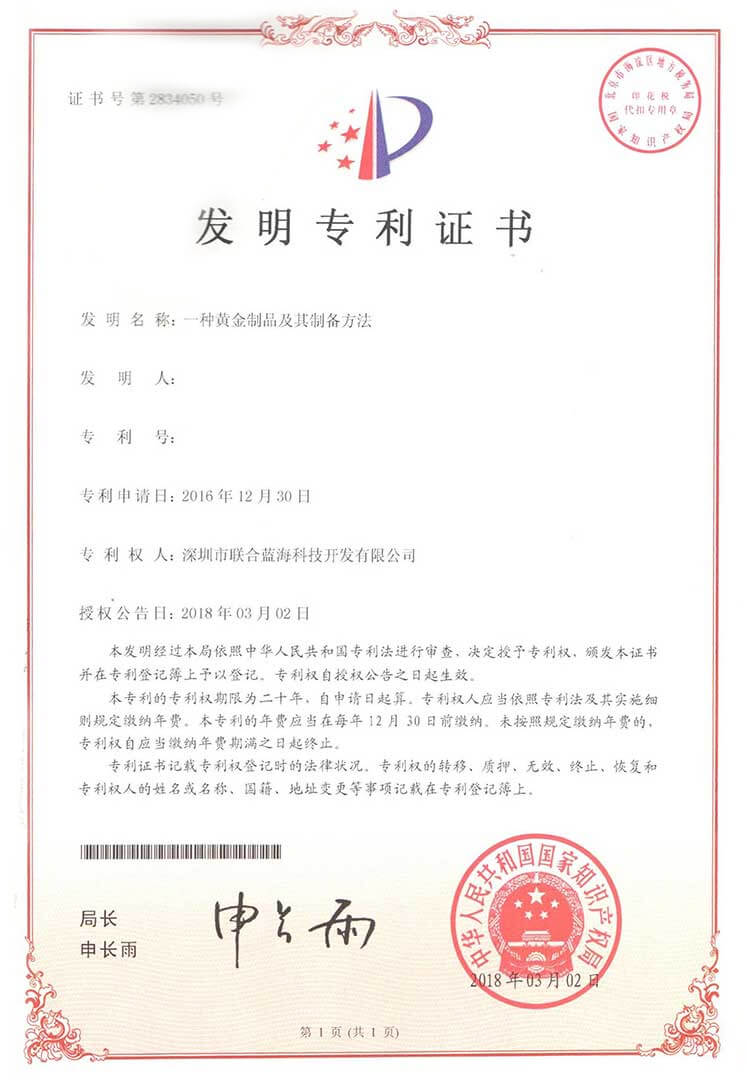 证书号第2834050号
北京市海淀区地方税务局
印花税
代扣专用章
国家知识产权局
发明专利证书
发明名称：一种黄金制品及其制备方法
发明人：
专利号：
专利申请日：2016年12月30日
专利权人：深圳市联合蓝海科技开发有限公司
授权公告日：2018年03月02日
本发明经过本局依照中华人民共和国专利法进行审查，决定授予专利权，颁发本证书
并在专利登记簿上予以登记。专利权自授权公告之日起生效。
本专利的专利权期限为二十年，自申请日起算。专利权人应当依照专利法及其实施细
则规定缴纳年费。本专利的年费应当在每年12月30日前缴纳。未按照规定缴纳年费的，
专利权自应当缴纳年费期满之日起终止。
专利证书记载专利权登记时的法律状况。专利权的转移、质押、无效、终止、恢复和
专利权人的姓名或名称、国籍、地址变更等事项记载在专利登记簿上。
局长
申长雨
申长雨
中华人民共和国国家知识产权局
2018年03月02日
第1页(共1页)